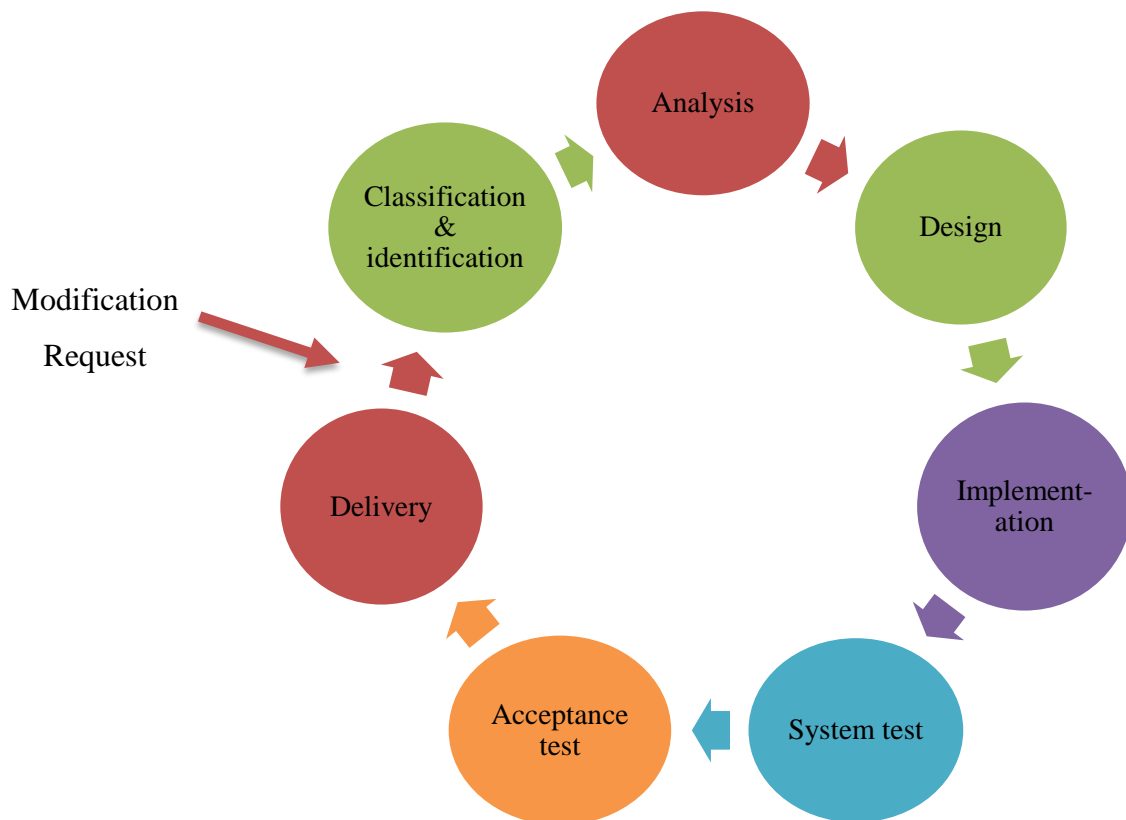 Analysis
Classification
&
identification
Design
Modification
Request
Delivery
Implement-
ation
Acceptance
test
System test